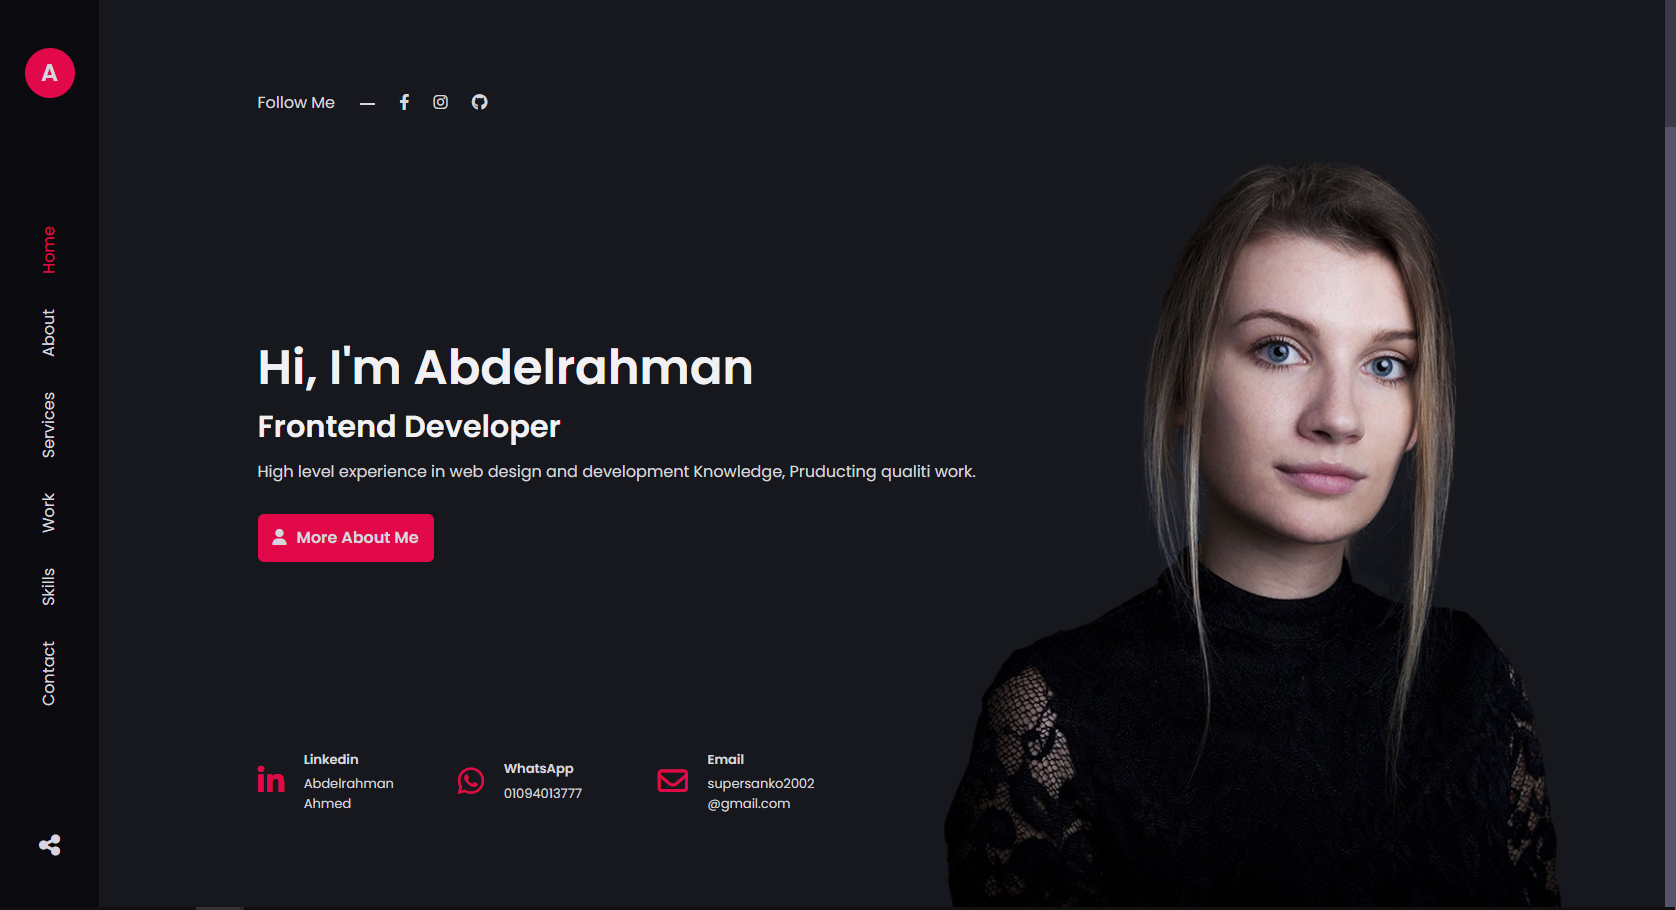 A
Home
About
Services
Work
Skills
Contact
Follow Me
Hi, I'm Abdelrahman
Frontend Developer
High level experience in web design and development Knowledge, Pruducting qualiti work.
More About Me
Linkedin
Abdelrahman
Ahmed
WhatsApp
01094013777
Email
supersanko2002
@gmail.com